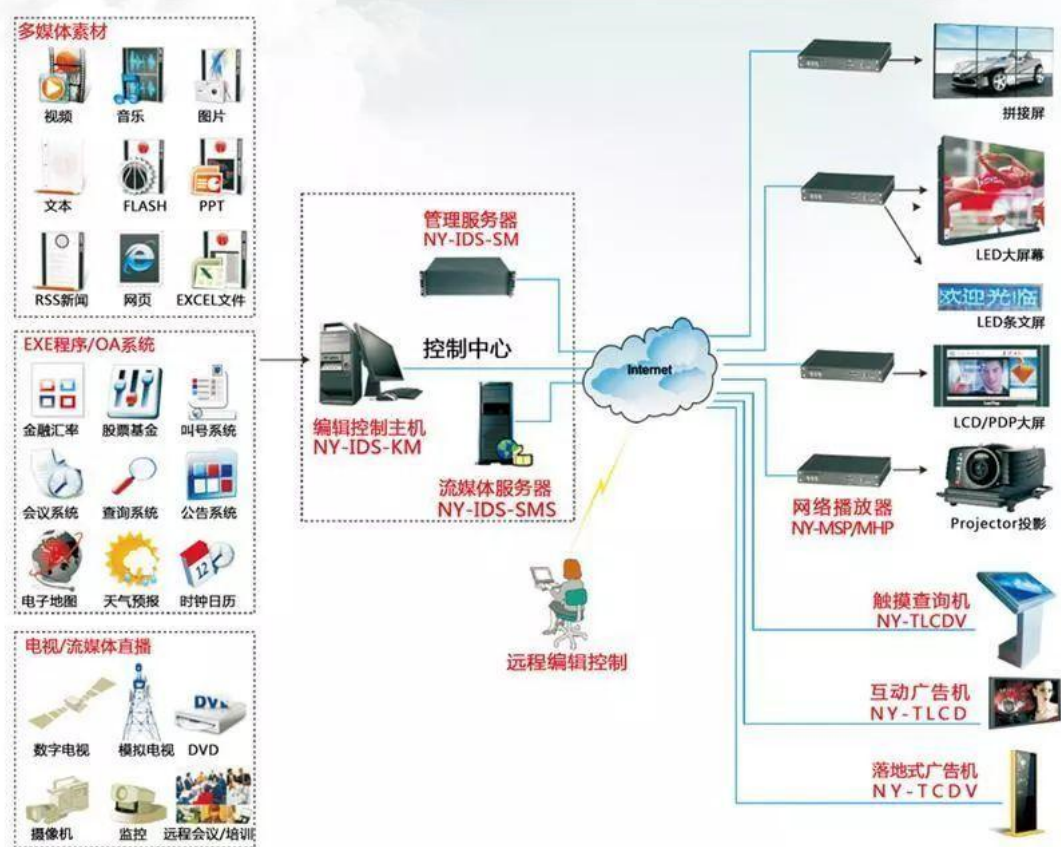 多媒体素材
视频
音乐
图片
文本
FLASH
PPT
RSS新闻
网页
EXCEL文件
EXE程序/OA系统
金融汇率
股票基金
叫号系统
会议系统
查询系统
公告系统
电子地图
天气预报
12
时钟日历
电视/流媒体直播
DV
数字电视
模拟电视
DVD
摄像机
监控
远程会议/培训
管理服务器
NY-IDS-SM
控制中心
编辑控制主机
NY-IDS-KM
流媒体服务器
NY-IDS-SMS
Internet
远程编辑控制
拼接屏
LED大屏幕
欢迎光临
LED条文屏
LCD/PDP大屏
网络播放器
NY-MSP/MHP
Projector投影
触摸查询机
NY-TLCDV
互动广告机
NY-TLCD
落地式广告机
NY-TCDV